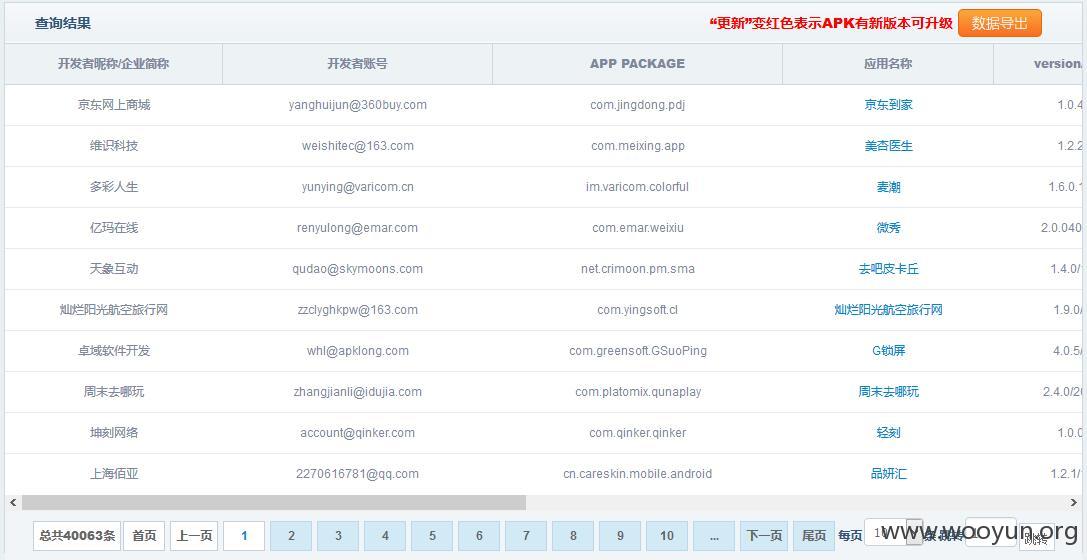 查询结果 “更新”变红色表示APK有新版本可升级 数据导出
开发者昵称/企业简称 开发者账号 APP PACKAGE 应用名称 version/
京东网上商城 yanghuijun@360buy.com com.jingdong.pdj 京东到家 1.0.4
维识科技 weishitec@163.com com.meixing.app 美杏医生 1.2.2
多彩人生 yunying@varicom.cn im.varicom.colorful 麦潮 1.6.0.1
亿玛在线 renyulong@emar.com com.emar.weixiu 微秀 2.0.040
天象互动 qudao@skymoons.com net.crimoon.pm.sma 去吧皮卡丘 1.4.0/
灿烂阳光航空旅行网 zzclyghkpw@163.com com.yingsoft.cl 灿烂阳光航空旅行网 1.9.0/
卓域软件开发 whl@apklong.com com.greensoft.GSuoPing G锁屏 4.0.5/
周末去哪玩 zhangjianli@idujia.com com.platomix.qunaplay 周末去哪玩 2.4.0/20
坤刻网络 account@qinker.com com.qinker.qinker 轻刻 1.0.0
上海佰亚 2270616781@qq.com cn.careskin.mobile.android 品妍汇 1.2.1/
总共40063条 首页 上一页 1 2 3 4 5 6 7 8 9 10 ... 下一页 尾页 每页 10 条,跳转 1 跳转
www.wooyun.org